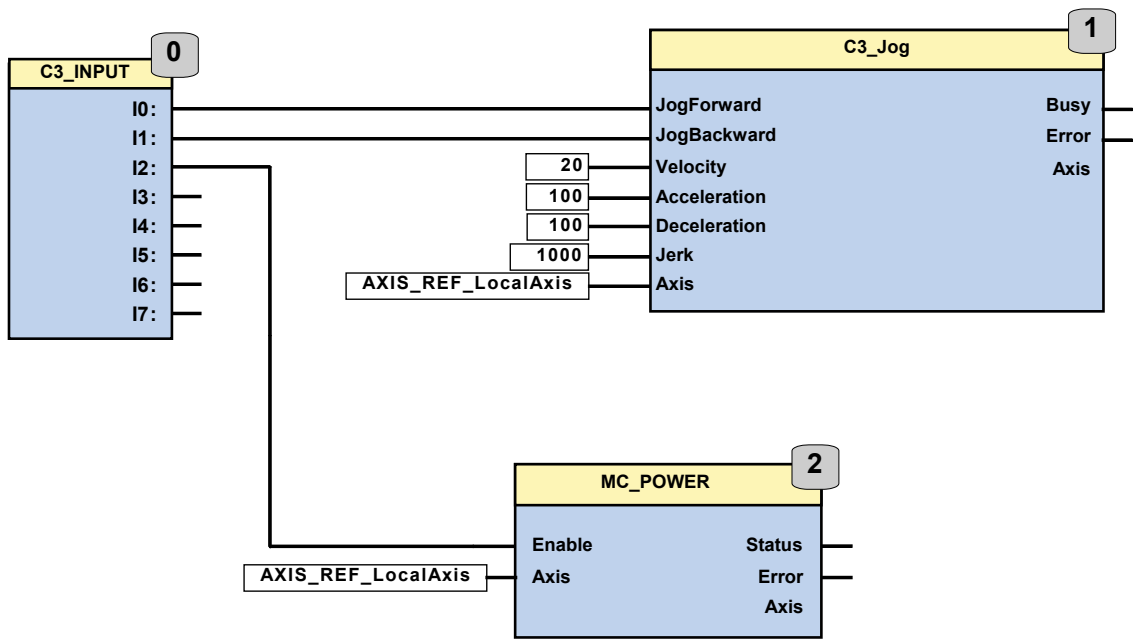 0
C3_INPUT
I0:
I1:
I2:
I3:
I4:
I5:
I6:
I7:
1
C3_Jog
JogForward Busy
JogBackward Error
20 Velocity Axis
100 Acceleration
100 Deceleration
1000 Jerk
AXIS_REF_LocalAxis Axis
2
MC_POWER
Enable Status
AXIS_REF_LocalAxis Axis Error
Axis